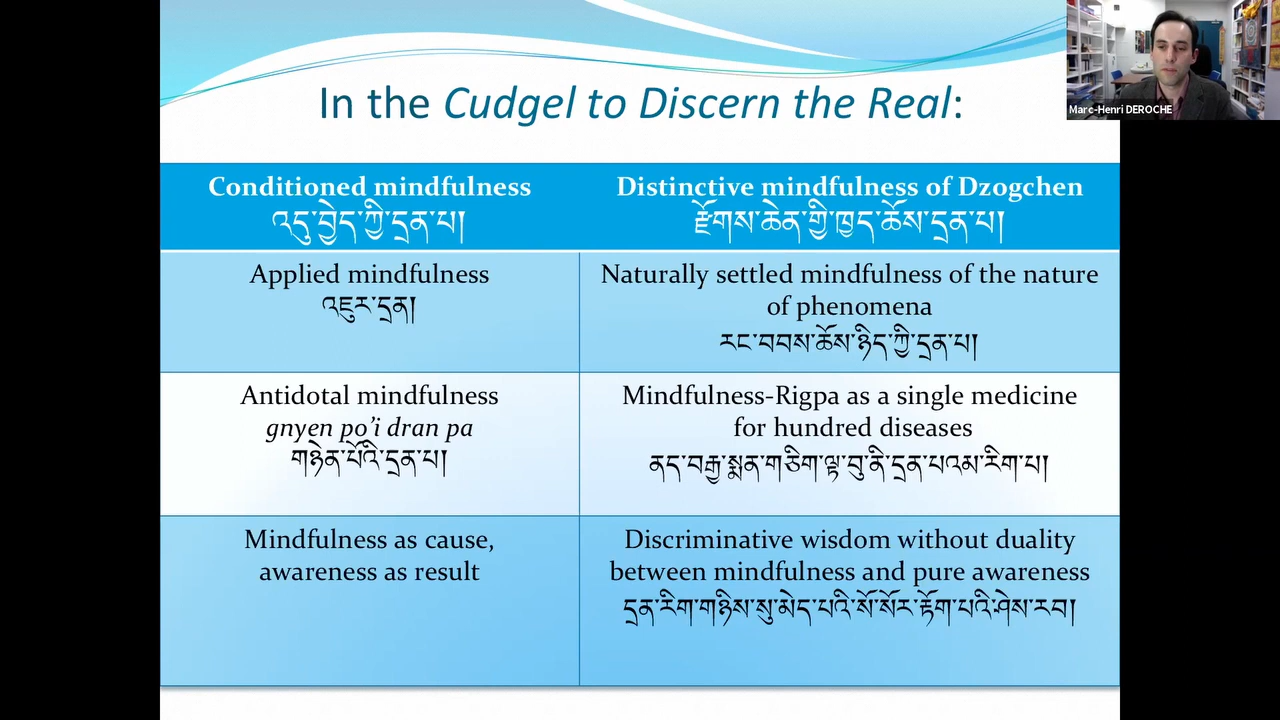 Marc-Henri DEROCHE
In the Cudgel to Discern the Real:
Conditioned mindfulness
འདུ་བྱེད་ཀྱི་དྲན་པ།
Distinctive mindfulness of Dzogchen
རྫོགས་ཆེན་གྱི་ཁྱད་ཆོས་དྲན་པ།
Applied mindfulness
འཇུར་དྲན།
Naturally settled mindfulness of the nature
of phenomena
རང་བབས་ཆོས་ཉིད་ཀྱི་དྲན་པ།
Antidotal mindfulness
gnyen po’i dran pa
གཉེན་པོའི་དྲན་པ།
Mindfulness-Rigpa as a single medicine
for hundred diseases
ནད་བརྒྱ་སྨན་གཅིག་ལྟ་བུ་ནི་དྲན་པའམ་རིག་པ།
Mindfulness as cause,
awareness as result
Discriminative wisdom without duality
between mindfulness and pure awareness
དྲན་རིག་གཉིས་སུ་མེད་པའི་སོ་སོར་རྟོག་པའི་ཤེས་རབ།